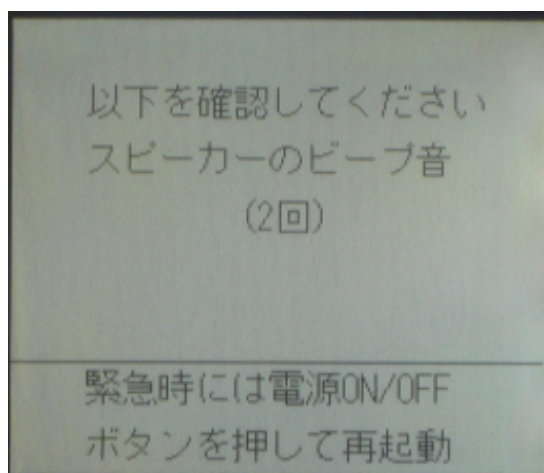 以下を確認してください
スピーカーのビープ音
(2回)
緊急時には電源ON/OFF
ボタンを押して再起動